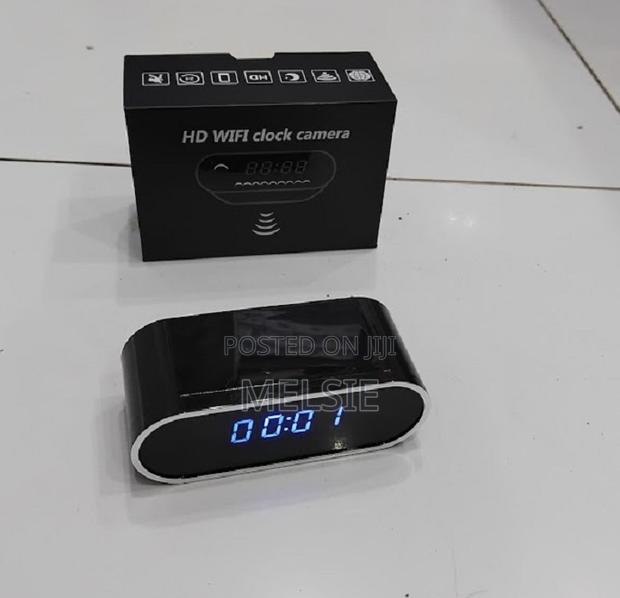 HD
HD WIFI clock camera
88:88
POSTED ON JIJI
MELSIE
00:01